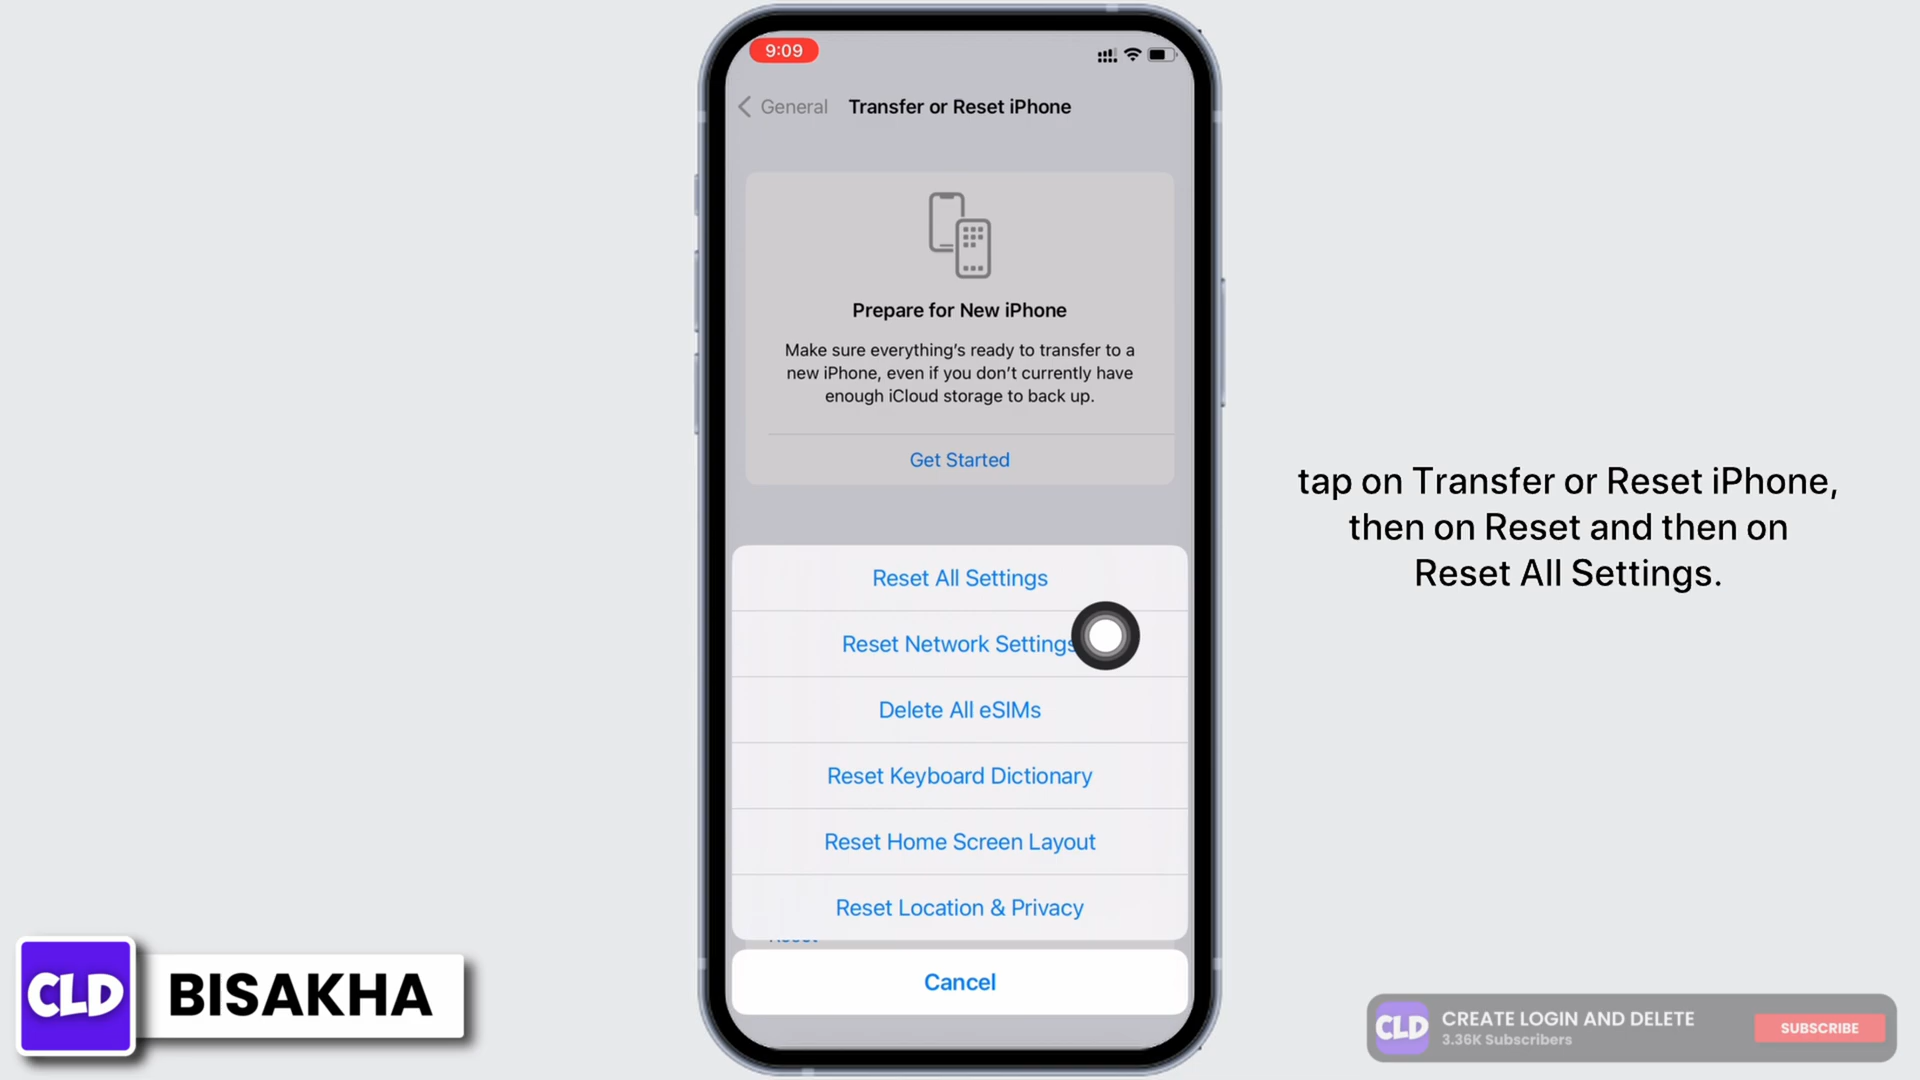 9:09
General
Transfer or Reset iPhone
Prepare for New iPhone
Make sure everything's ready to transfer to a
new iPhone, even if you don't currently have
enough iCloud storage to back up.
Get Started
tap on Transfer or Reset iPhone,
then on Reset and then on
Reset All Settings.
Reset All Settings
Reset Network Settings
Delete All eSIMs
Reset Keyboard Dictionary
Reset Home Screen Layout
Reset Location & Privacy
Cancel
CLD BISAKHA
CLD
CREATE LOGIN AND DELETE
3.36K Subscribers
SUBSCRIBE